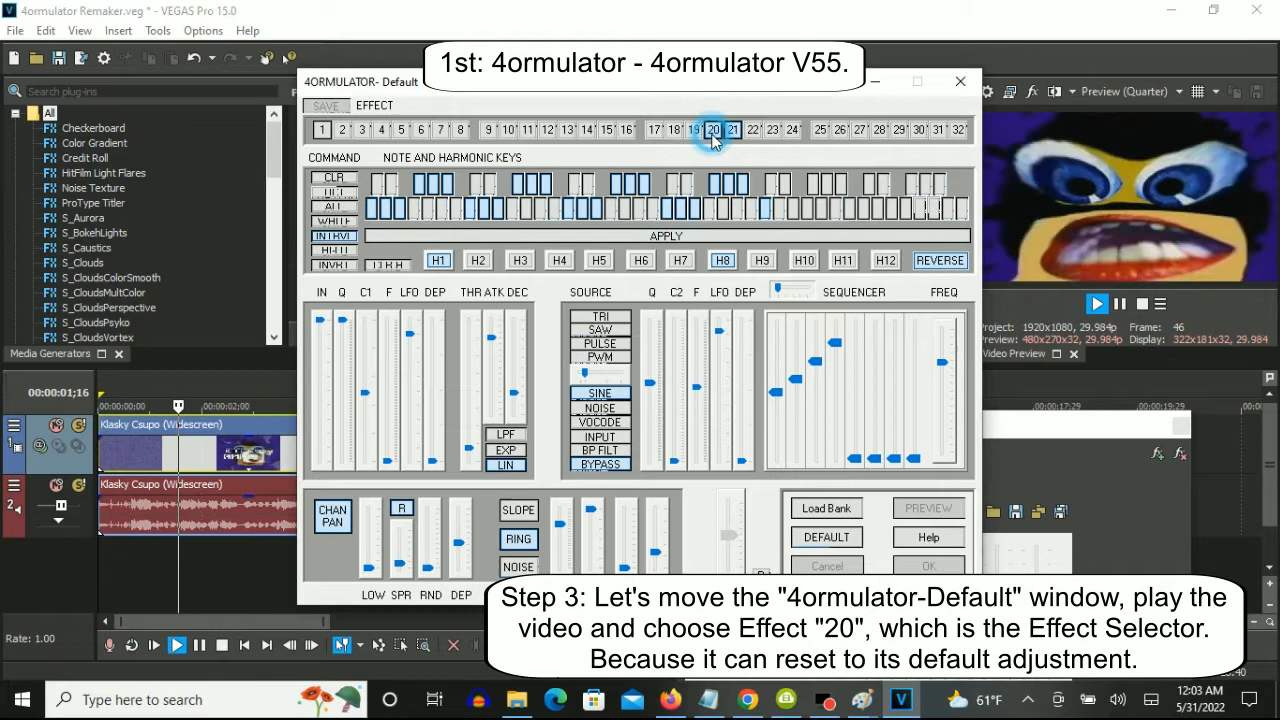 4ormulator Remaker.veg * - VEGAS Pro 15.0
File Edit View Insert Tools Options Help
1st: 4ormulator - 4ormulator V55.
Search plug-ins
All
Checkerboard
Color Gradient
Credit Roll
HitFilm Light Flares
Noise Texture
ProType Titler
S_Aurora
S_BokehLights
S_Caustics
S_Clouds
S_CloudsColorSmooth
S_CloudsMultColor
S_CloudsPerspective
S_CloudsPsyko
S_CloudsVortex
Media Generators
4ORMULATOR- Default
SAVE EFFECT
1 2 3 4 5 6 7 8 9 10 11 12 13 14 15 16 17 18 19 20 21 22 23 24 25 26 27 28 29 30 31 32
COMMAND NOTE AND HARMONIC KEYS
CLR
ALL
WHITE
INTRVL
INVRT
APPLY
H1 H2 H3 H4 H5 H6 H7 H8 H9 H10 H11 H12 REVERSE
IN Q C1 F LFO DEP THR ATK DEC SOURCE Q C2 F LFO DEP SEQUENCER FREQ
TRI
SAW
PULSE
PWM
SINE
NOISE
VOCODE
INPUT
BP FILT
BYPASS
LPF
EXP
LIN
CHAN PAN
R
SLOPE
RING
NOISE
LOW SPR RND DEP
Load Bank PREVIEW
DEFAULT Help
Cancel OK
Preview (Quarter)
Project: 1920x1080, 29.984p Frame: 46
Preview: 480x270x32, 29.984p Display: 322x181x32, 29.984
Video Preview
00:00:01;16
00:00:00;00 00:00:02;00 00:00:17;29 00:00:19;29
Klasky Csupo (Widescreen)
1
Klasky Csupo (Widescreen)
2
Rate: 1.00
Step 3: Let's move the "4ormulator-Default" window, play the
video and choose Effect "20", which is the Effect Selector.
Because it can reset to its default adjustment.
Type here to search
61°F
12:03 AM
5/31/2022